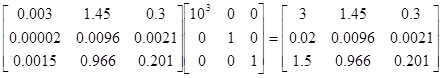 [ 0.003 1.45 0.3 ] [ 10³ 0 0 ] = [ 3 1.45 0.3 ]
[ 0.00002 0.0096 0.0021 ] [ 0 1 0 ] = [ 0.02 0.0096 0.0021 ]
[ 0.0015 0.966 0.201 ] [ 0 0 1 ] = [ 1.5 0.966 0.201 ]